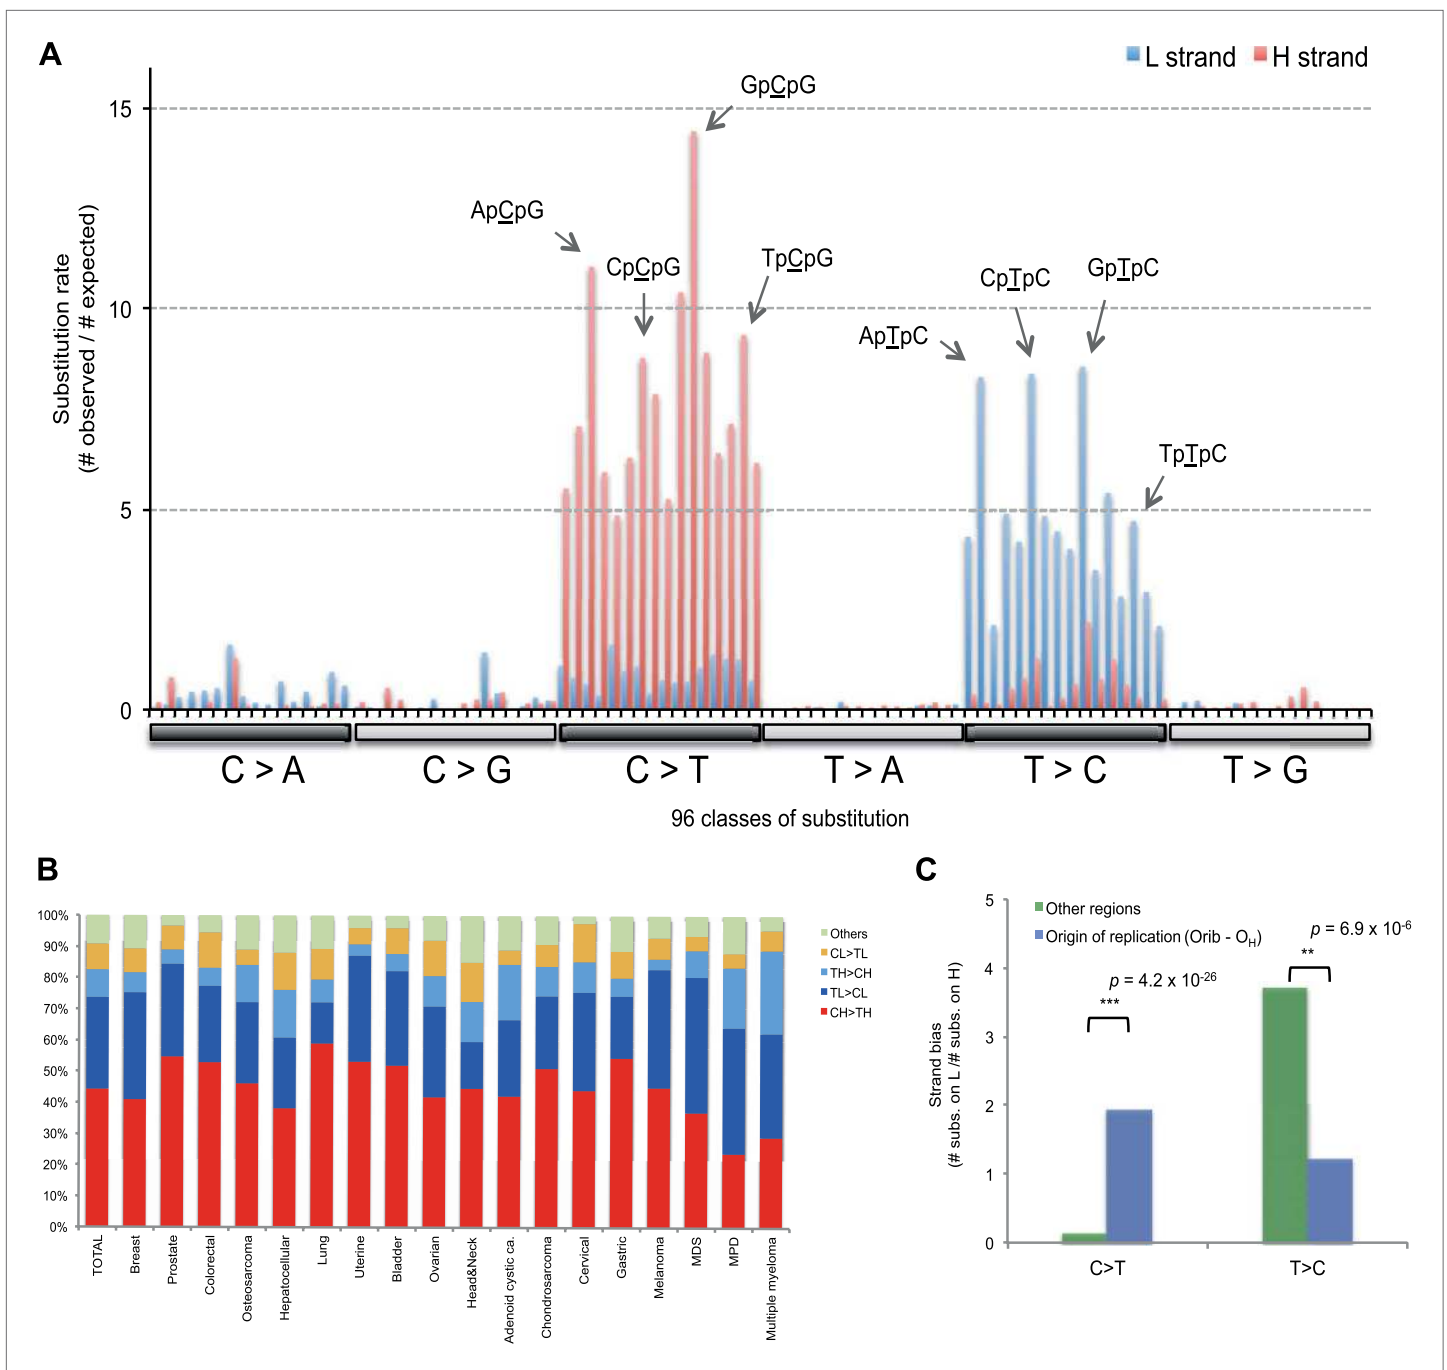 A
L strand
H strand
GpCpG
15
ApCpG
CpCpG
TpCpG
CpTpC
GpTpC
10
ApTpC
TpTpC
Substitution rate
(# observed / # expected)
5
0
C > A
C > G
C > T
T > A
T > C
T > G
96 classes of substitution
B
100%
90%
80%
70%
60%
50%
40%
30%
20%
10%
0%
Others
CL>TL
TH>CH
TL>CL
CH>TH
TOTAL
Breast
Prostate
Colorectal
Osteosarcoma
Hepatocellular
Lung
Uterine
Bladder
Ovarian
Head&Neck
Adenoid cystic ca.
Chondrosarcoma
Cervical
Gastric
Melanoma
MDS
MPD
Multiple myeloma
C
5
4
3
2
1
0
Strand bias
(# subs. on L /# subs. on H)
Other regions
Origin of replication (Orib - OH)
p = 6.9 x 10-6
**
p = 4.2 x 10-26
***
C>T
T>C